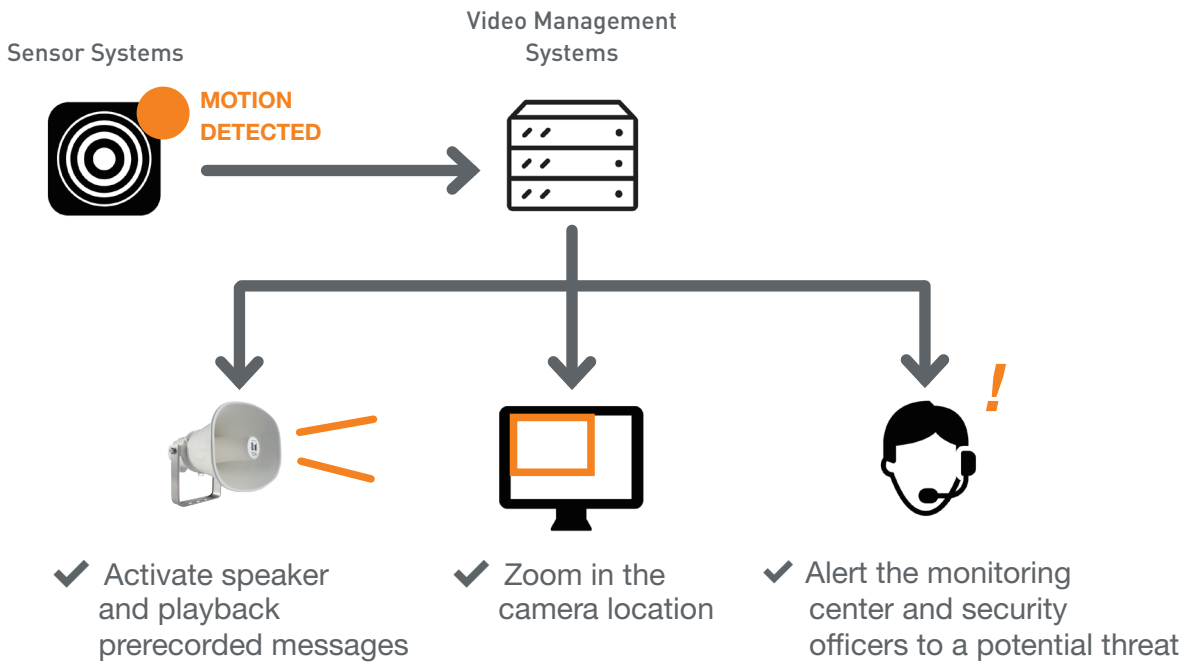 Video Management
Systems
Sensor Systems
MOTION
DETECTED
!
Activate speaker
and playback
prerecorded messages
Zoom in the
camera location
Alert the monitoring
center and security
officers to a potential threat